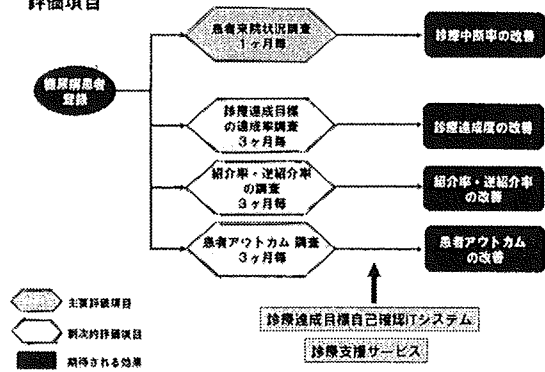 評価項目
患者来院状況調査
1ヶ月毎
診療中断率の改善
糖尿病患者
登録
診療達成目標
の達成率調査
3ヶ月毎
診療達成度の改善
紹介率・逆紹介率
の調査
3ヶ月毎
紹介率・逆紹介率
の改善
患者アウトカム 調査
3ヶ月毎
患者アウトカム
の改善
主要評価項目
副次的評価項目
期待される効果
診療達成目標自己確認ITシステム
診療支援サービス